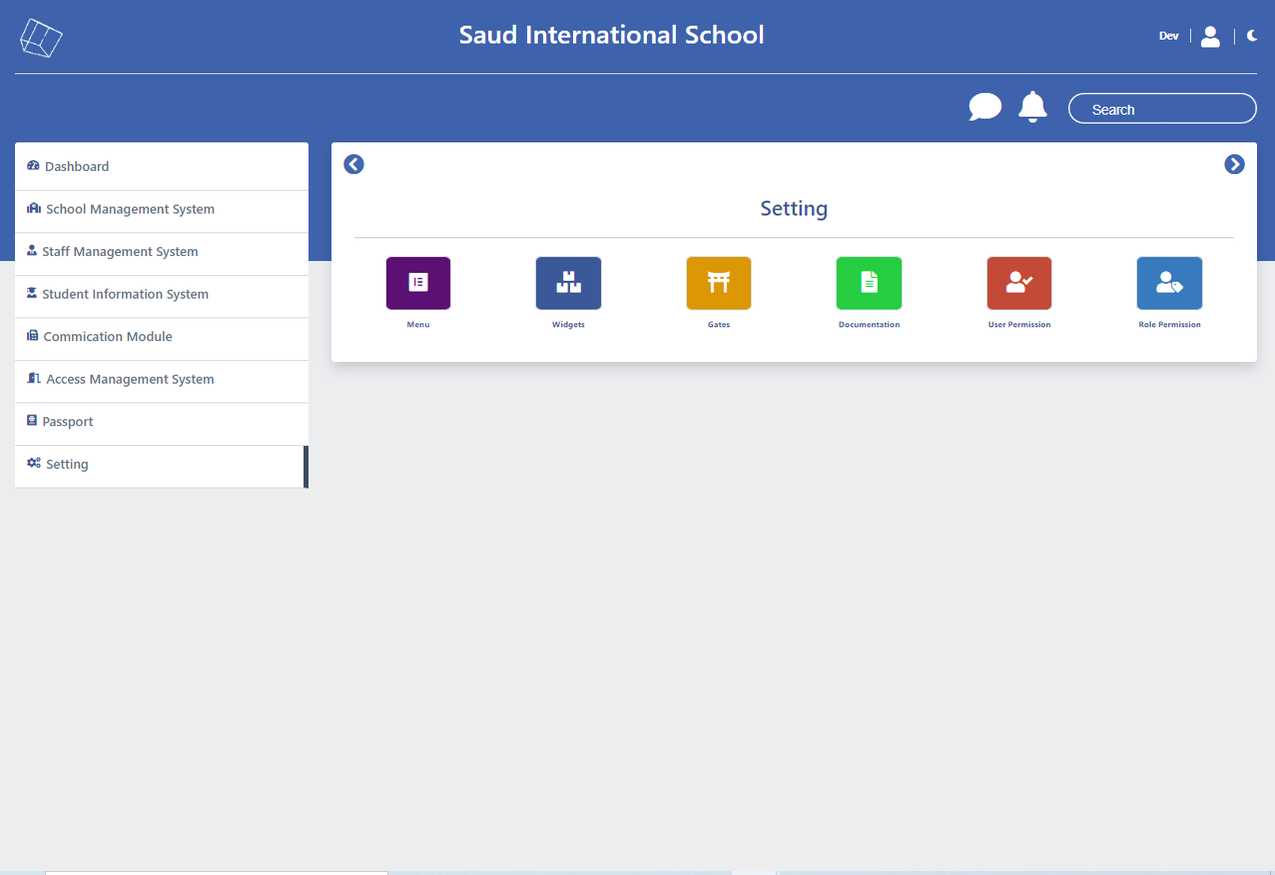 Saud International School
Dev
Search
Dashboard
School Management System
Staff Management System
Student Information System
Commication Module
Access Management System
Passport
Setting
Setting
Menu
Widgets
Gates
Documentation
User Permission
Role Permission